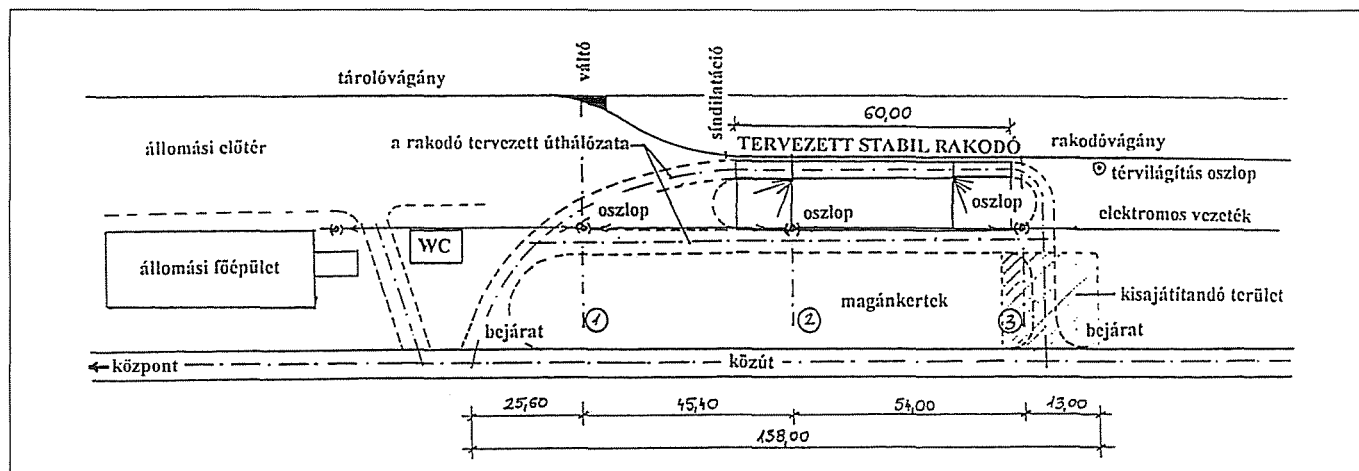 tárolóvágány
váltó
síndilatáció
60,00
állomási előtér
a rakodó tervezett úthálózata
TERVEZETT STABIL RAKODÓ
rakodóvágány
térvilágítás oszlop
oszlop
oszlop
oszlop
elektromos vezeték
WC
állomási főépület
magánkertek
kisajátítandó terület
bejárat
1
2
3
bejárat
központ
közút
25,60
45,40
54,00
13,00
138,00